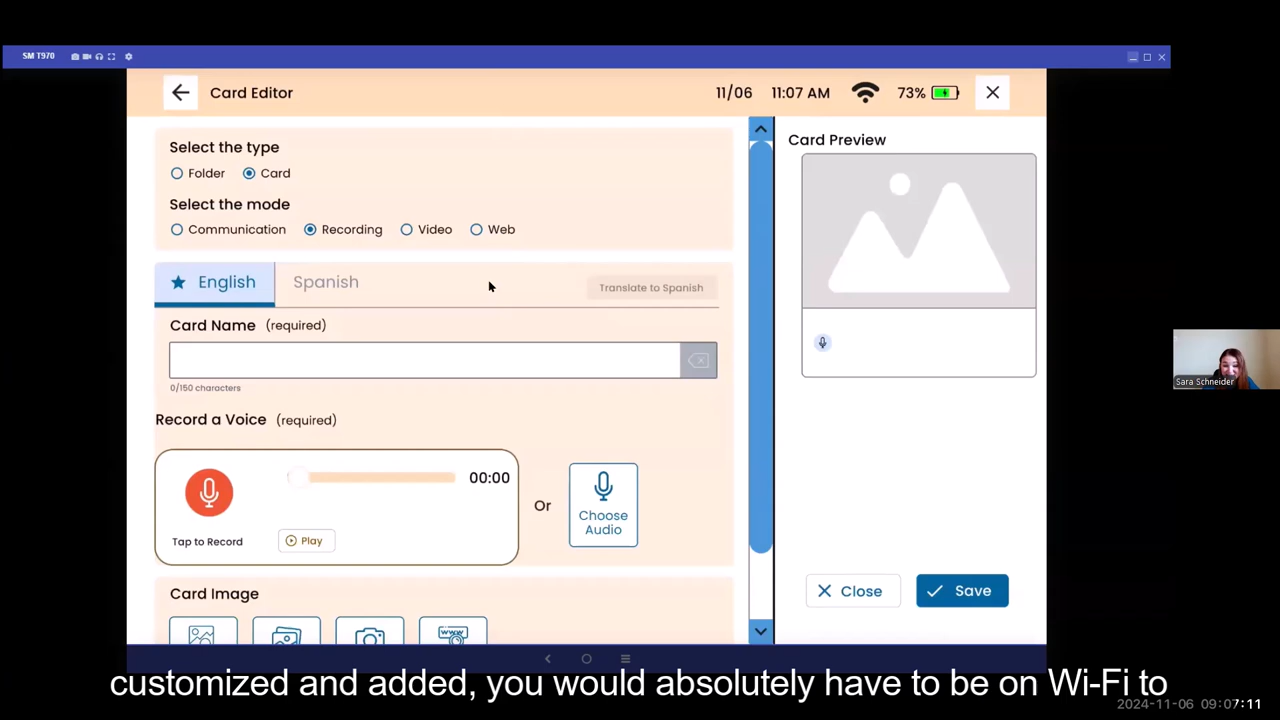 SM T970
Card Editor
11/06 11:07 AM 73%
Select the type
Folder Card
Select the mode
Communication Recording Video Web
English Spanish Translate to Spanish
Card Name (required)
0/150 characters
Record a Voice (required)
00:00
Tap to Record
Play
Or
Choose
Audio
Card Image
www
Card Preview
Close Save
Sara Schneider
customized and added, you would absolutely have to be on Wi-Fi to
2024-11-06 09:07:11